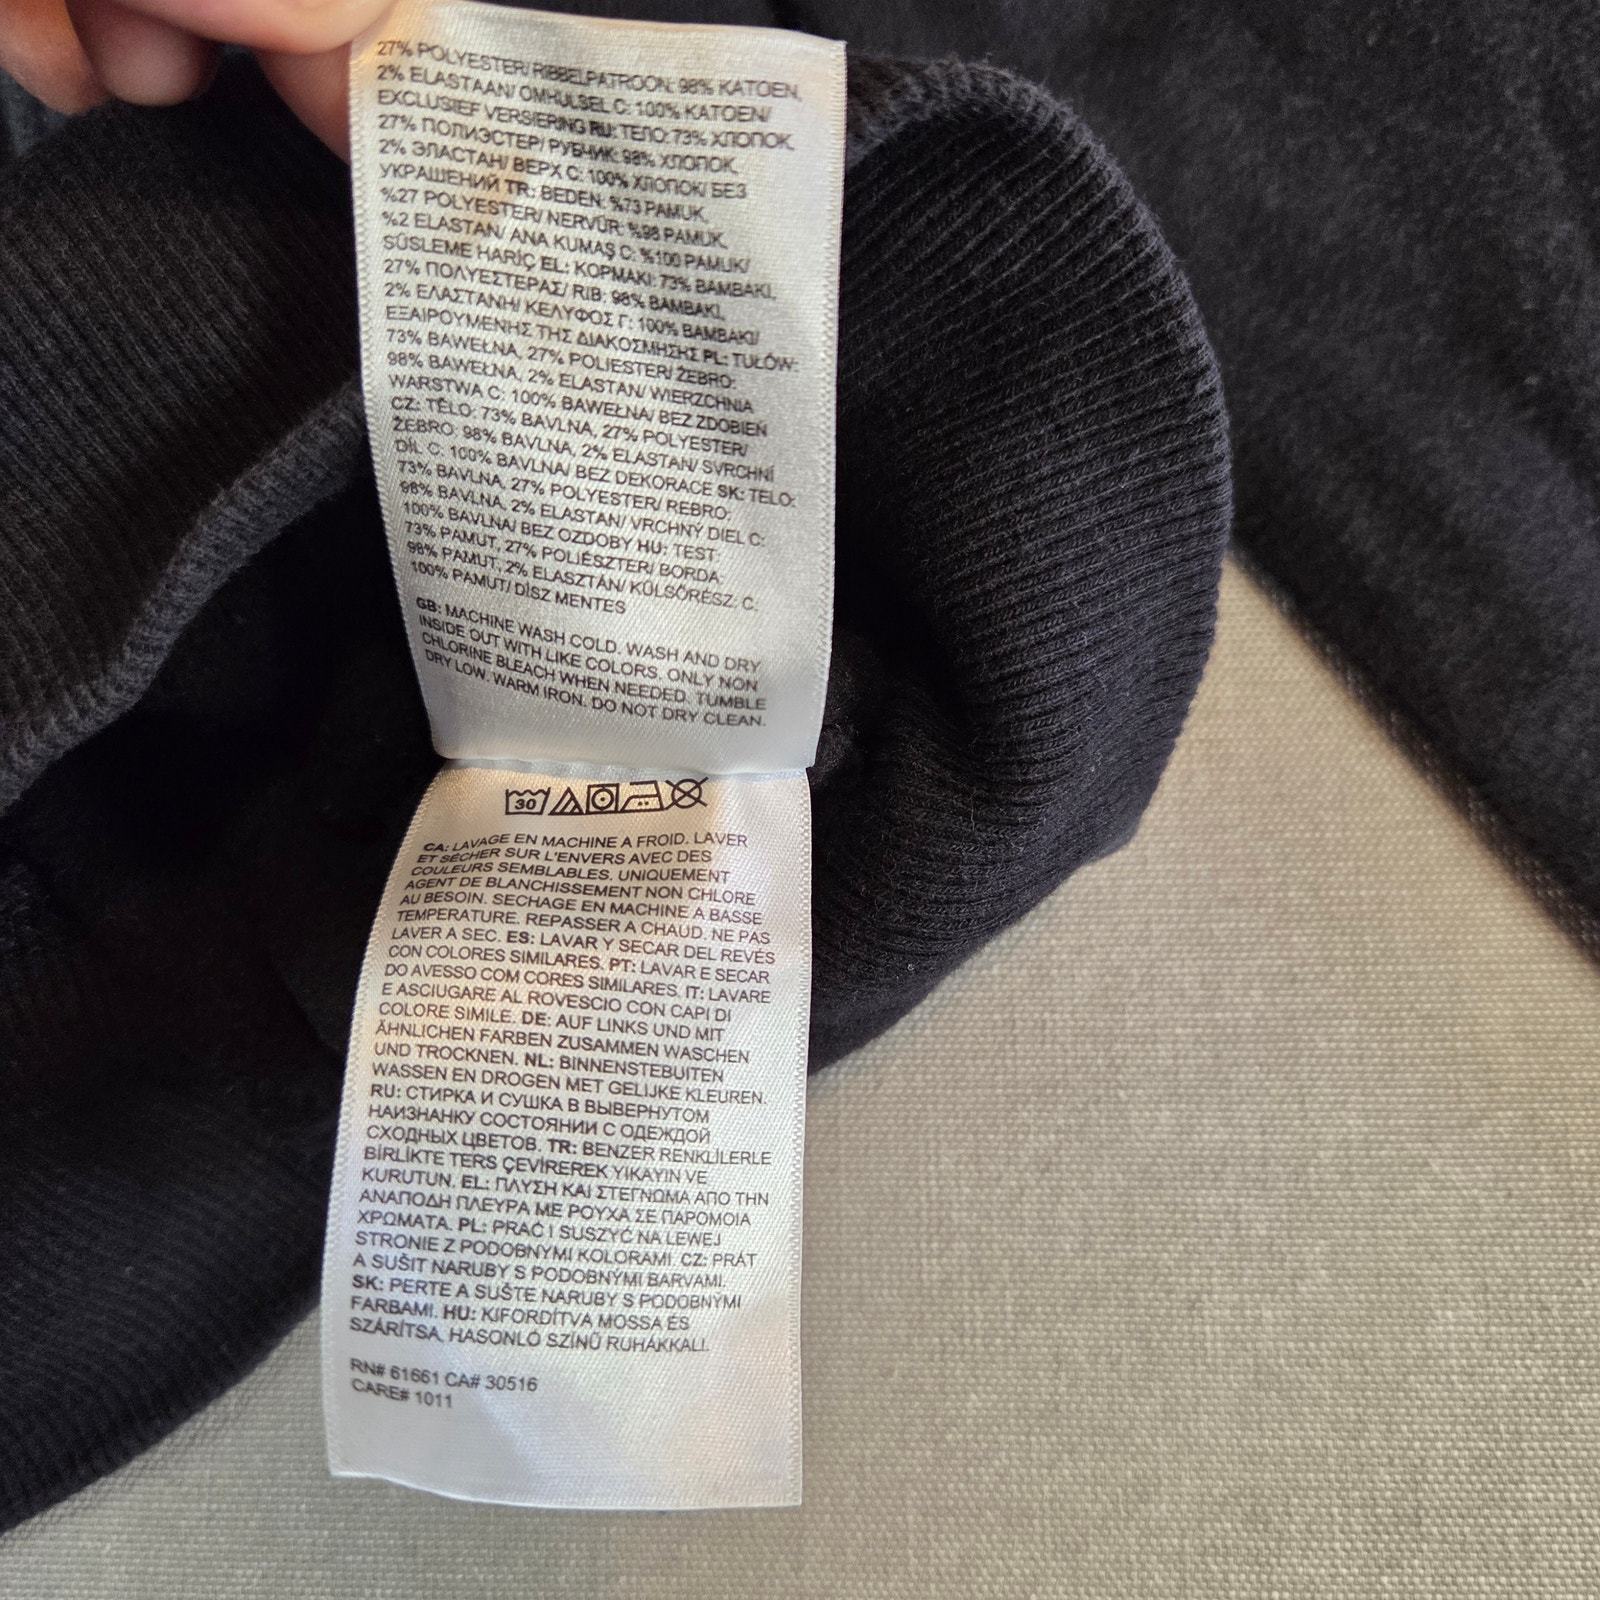 27% POLYESTER/ RIBBELPATROON: 98% KATOEN,
2% ELASTAAN/ OMHULSEL C: 100% KATOEN/
EXCLUSIEF VERSIERING RU: ТЕЛО: 73% ХЛОПОК,
27% ПОЛИЭСТЕР/ РУБЧИК: 98% ХЛОПОК,
2% ЭЛАСТАН/ ВЕРХ С: 100% ХЛОПОК/ БЕЗ
УКРАШЕНИЙ TR: BEDEN: %73 PAMUK,
%27 POLYESTER/ NERVÜR: %98 PAMUK,
%2 ELASTAN/ ANA KUMAŞ C: %100 PAMUK/
SÜSLEME HARİÇ EL: ΚΟΡΜΑΚΙ: 73% ΒΑΜΒΑΚΙ,
27% ΠΟΛΥΕΣΤΕΡΑΣ/ RIB: 98% ΒΑΜΒΑΚΙ,
2% ΕΛΑΣΤΑΝΗ/ ΚΕΛΥΦΟΣ Γ: 100% ΒΑΜΒΑΚΙ/
ΕΞΑΙΡΟΥΜΕΝΗΣ ΤΗΣ ΔΙΑΚΟΣΜΗΣΗΣ PL: TUŁÓW:
73% BAWEŁNA, 27% POLIESTER/ ŻEBRO:
98% BAWEŁNA, 2% ELASTAN/ WIERZCHNIA
WARSTWA C: 100% BAWEŁNA/ BEZ ZDOBIEŃ
CZ: TĚLO: 73% BAVLNA, 27% POLYESTER/
ŽEBRO: 98% BAVLNA, 2% ELASTAN/ SVRCHNÍ
DÍL C: 100% BAVLNA/ BEZ DEKORACE SK: TELO:
73% BAVLNA, 27% POLYESTER/ REBRO:
98% BAVLNA, 2% ELASTAN/ VRCHNÝ DIEL C:
100% BAVLNA/ BEZ OZDOBY HU: TEST:
73% PAMUT, 27% POLIÉSZTER/ BORDA:
98% PAMUT, 2% ELASZTÁN/ KÜLSŐRÉSZ: C:
100% PAMUT/ DÍSZ MENTES
GB: MACHINE WASH COLD. WASH AND DRY
INSIDE OUT WITH LIKE COLORS. ONLY NON
CHLORINE BLEACH WHEN NEEDED. TUMBLE
DRY LOW. WARM IRON. DO NOT DRY CLEAN.
30
CA: LAVAGE EN MACHINE A FROID. LAVER
ET SÉCHER SUR L'ENVERS AVEC DES
COULEURS SEMBLABLES. UNIQUEMENT
AGENT DE BLANCHISSEMENT NON CHLORE
AU BESOIN. SECHAGE EN MACHINE A BASSE
TEMPERATURE. REPASSER A CHAUD. NE PAS
LAVER A SEC. ES: LAVAR Y SECAR DEL REVÉS
CON COLORES SIMILARES. PT: LAVAR E SECAR
DO AVESSO COM CORES SIMILARES. IT: LAVARE
E ASCIUGARE AL ROVESCIO CON CAPI DI
COLORE SIMILE. DE: AUF LINKS UND MIT
ÄHNLICHEN FARBEN ZUSAMMEN WASCHEN
UND TROCKNEN. NL: BINNENSTEBUITEN
WASSEN EN DROGEN MET GELIJKE KLEUREN.
RU: СТИРКА И СУШКА В ВЫВЕРНУТОМ
НАИЗНАНКУ СОСТОЯНИИ С ОДЕЖДОЙ
СХОДНЫХ ЦВЕТОВ. TR: BENZER RENKLİLERLE
BİRLİKTE TERS ÇEVİREREK YIKAYIN VE
KURUTUN. EL: ΠΛΥΣΗ ΚΑΙ ΣΤΕΓΝΩΜΑ ΑΠΟ ΤΗΝ
ΑΝΑΠΟΔΗ ΠΛΕΥΡΑ ΜΕ ΡΟΥΧΑ ΣΕ ΠΑΡΟΜΟΙΑ
ΧΡΩΜΑΤΑ. PL: PRAĆ I SUSZYĆ NA LEWEJ
STRONIE Z PODOBNYMI KOLORAMI. CZ: PRÁT
A SUŠIT NARUBY S PODOBNÝMI BARVAMI.
SK: PERTE A SUŠTE NARUBY S PODOBNÝMI
FARBAMI. HU: KIFORDÍTVA MOSSA ÉS
SZÁRÍTSA, HASONLÓ SZÍNŰ RUHÁKKAL.
RN# 61661 CA# 30516
CARE# 1011